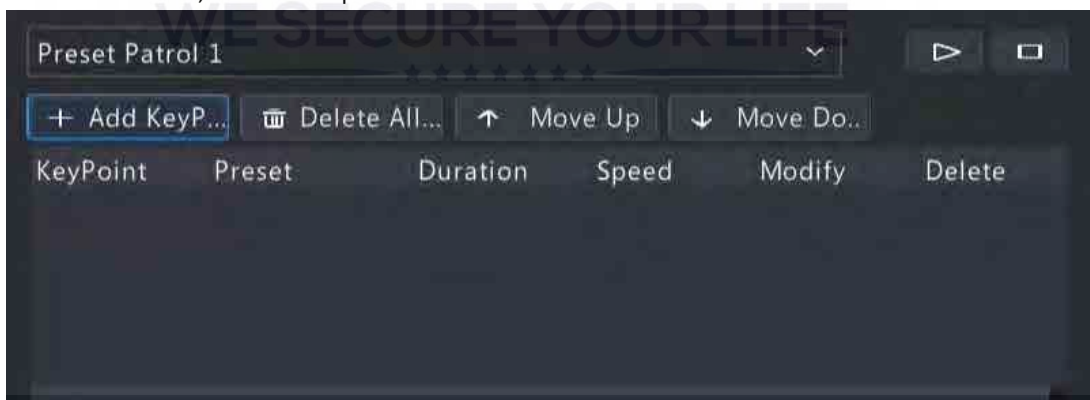 WE SECURE YOUR LIFE
Preset Patrol 1
+ Add KeyP... Delete All... ↑ Move Up ↓ Move Do..
KeyPoint Preset Duration Speed Modify Delete